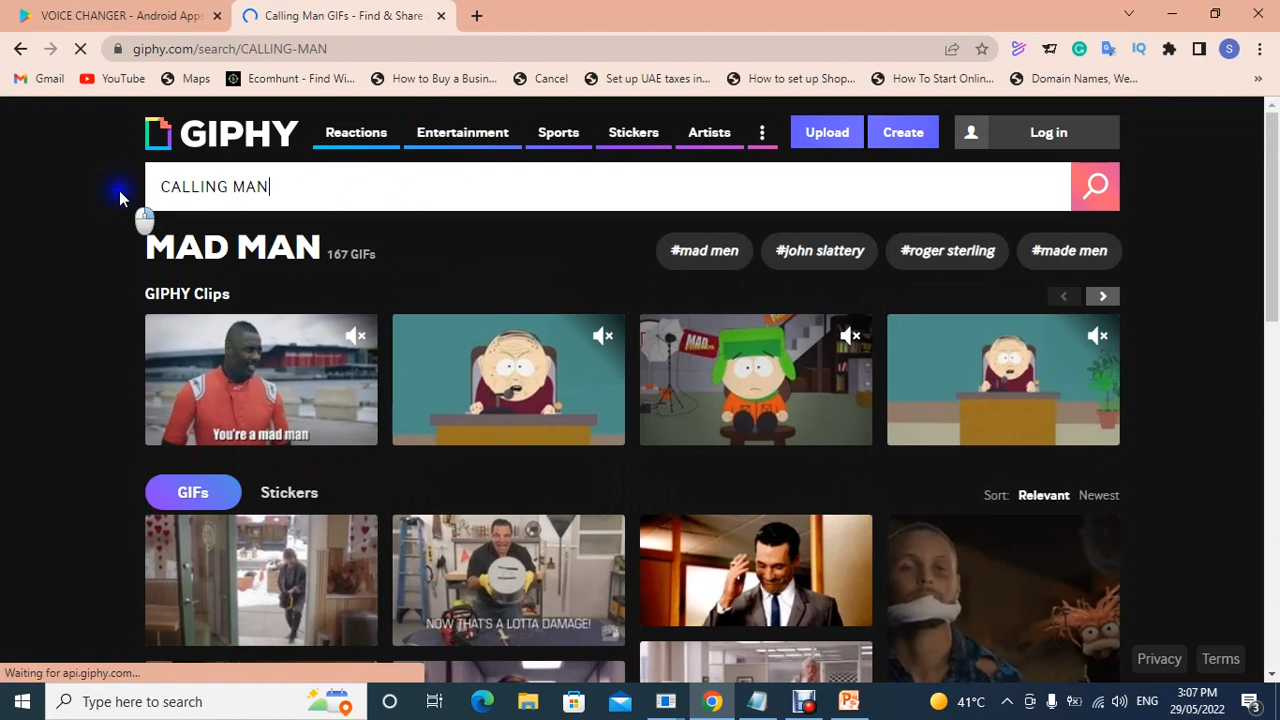 VOICE CHANGER - Android Apps
Calling Man GIFs - Find & Share
giphy.com/search/CALLING-MAN
S
Gmail
YouTube
Maps
Ecomhunt - Find Wi...
How to Buy a Busin...
Cancel
Set up UAE taxes in...
How to set up Shop...
How To Start Onlin...
Domain Names, We...
»
GIPHY
Reactions
Entertainment
Sports
Stickers
Artists
Upload
Create
Log in
CALLING MAN
MAD MAN 167 GIFs
#mad men
#john slattery
#roger sterling
#made men
GIPHY Clips
You're a mad man
MAD
GIFs
Stickers
Sort: Relevant Newest
NOW THAT'S A LOTTA DAMAGE!
Privacy
Terms
Waiting for api.giphy.com...
Type here to search
41°C
ENG
3:07 PM
29/05/2022
3